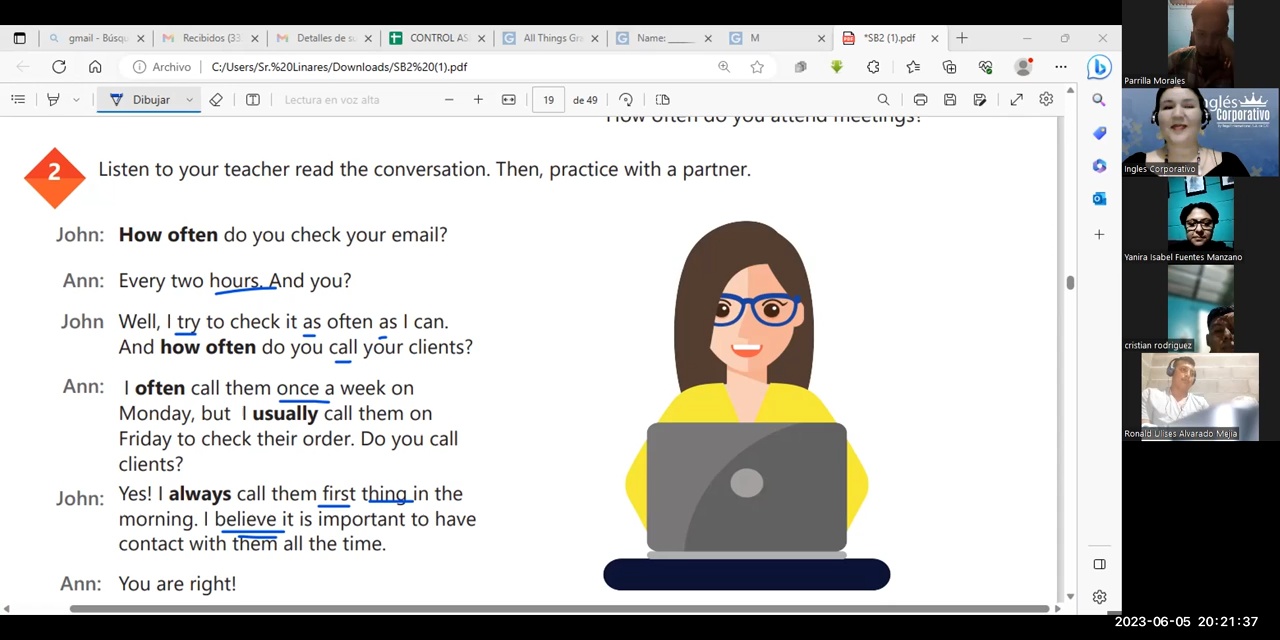 gmail - Búsqu
Recibidos (33
Detalles de su
CONTROL AS
All Things Gr
Name: _____
M
*SB2 (1).pdf
Archivo
C:/Users/Sr.%20Linares/Downloads/SB2%20(1).pdf
Dibujar
Lectura en voz alta
19
de 49
How often do you attend meetings?
2
Listen to your teacher read the conversation. Then, practice with a partner.
John: How often do you check your email?
Ann: Every two hours. And you?
John Well, I try to check it as often as I can.
And how often do you call your clients?
Ann: I often call them once a week on
Monday, but I usually call them on
Friday to check their order. Do you call
clients?
John: Yes! I always call them first thing in the
morning. I believe it is important to have
contact with them all the time.
Ann: You are right!
Parrilla Morales
Inglés
Corporativo
Ingles Corporativo
Yanira Isabel Fuentes Manzano
cristian rodriguez
Ronald Ulises Alvarado Mejia
2023-06-05 20:21:37